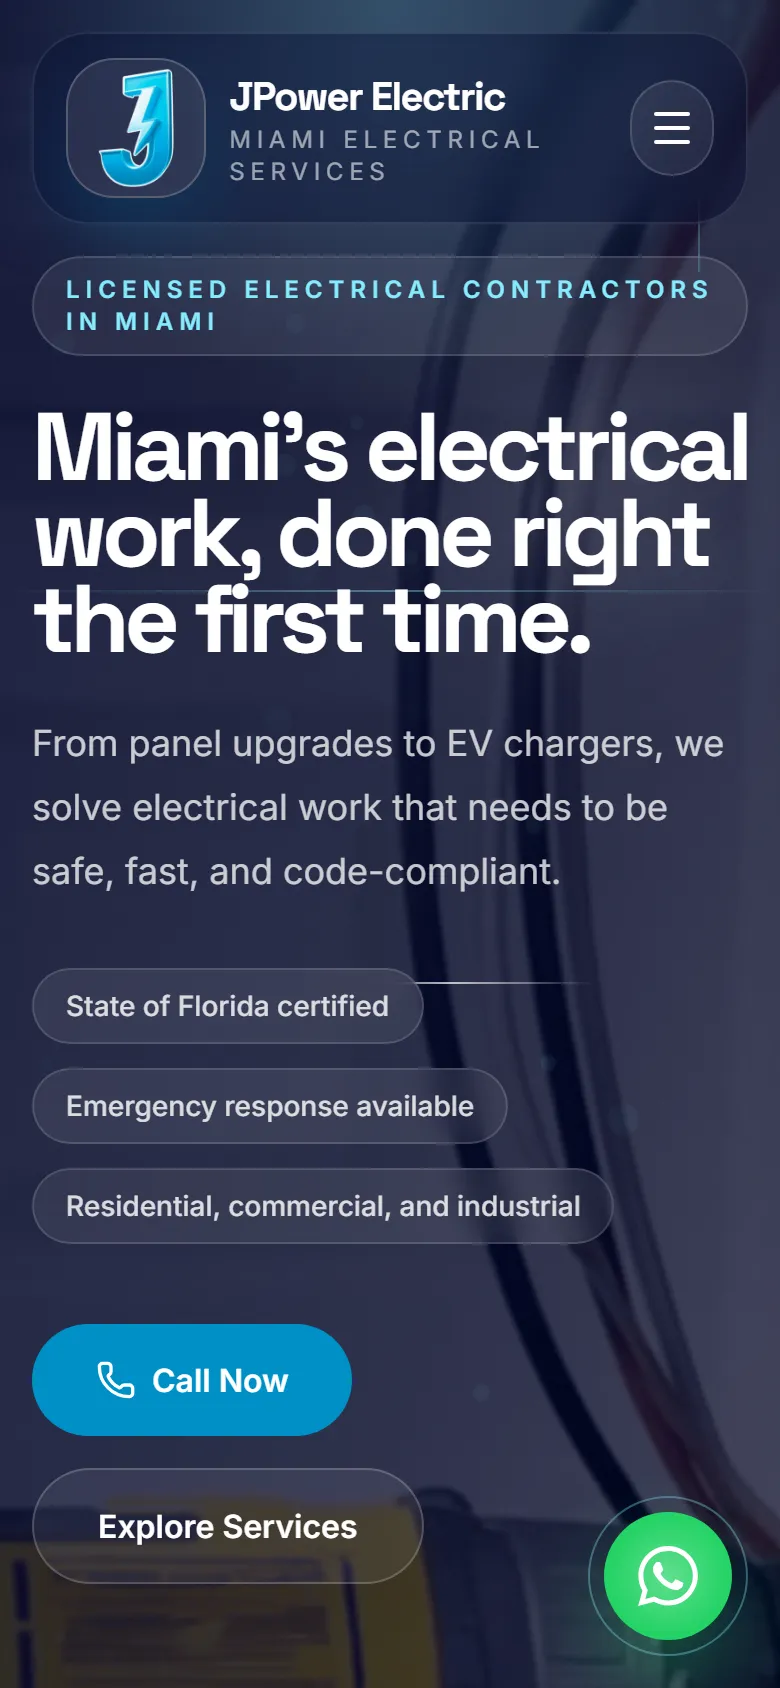 JPower Electric
MIAMI ELECTRICAL
SERVICES
LICENSED ELECTRICAL CONTRACTORS
IN MIAMI
Miami’s electrical
work, done right
the first time.
From panel upgrades to EV chargers, we
solve electrical work that needs to be
safe, fast, and code-compliant.
State of Florida certified
Emergency response available
Residential, commercial, and industrial
Call Now
Explore Services